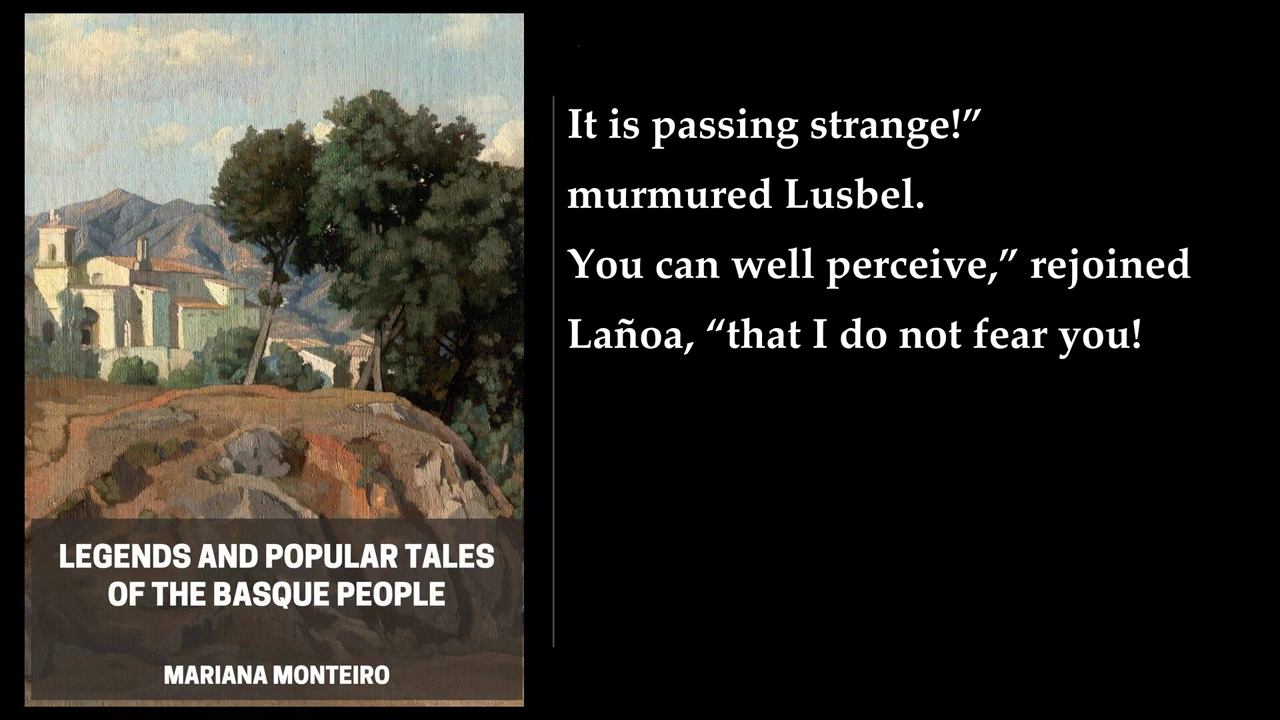 LEGENDS AND POPULAR TALES
OF THE BASQUE PEOPLE
MARIANA MONTEIRO
It is passing strange!”
murmured Lusbel.
You can well perceive,” rejoined
Lañoa, “that I do not fear you!